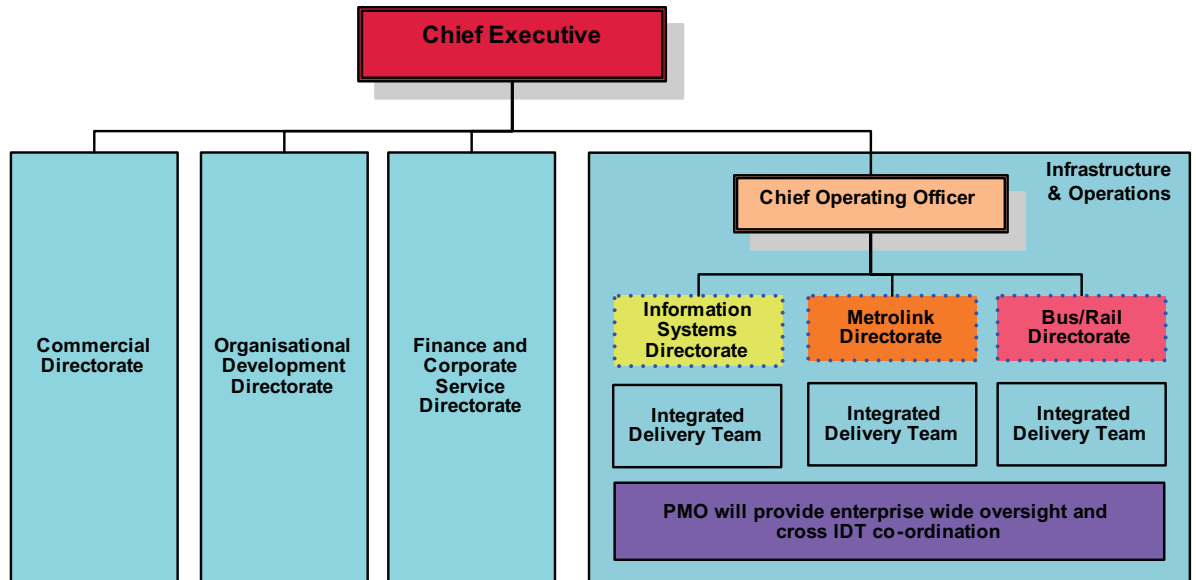 Chief Executive
Commercial
Directorate
Organisational
Development
Directorate
Finance and
Corporate
Service
Directorate
Infrastructure
& Operations
Chief Operating Officer
Information
Systems
Directorate
Metrolink
Directorate
Bus/Rail
Directorate
Integrated
Delivery Team
Integrated
Delivery Team
Integrated
Delivery Team
PMO will provide enterprise wide oversight and
cross IDT co-ordination